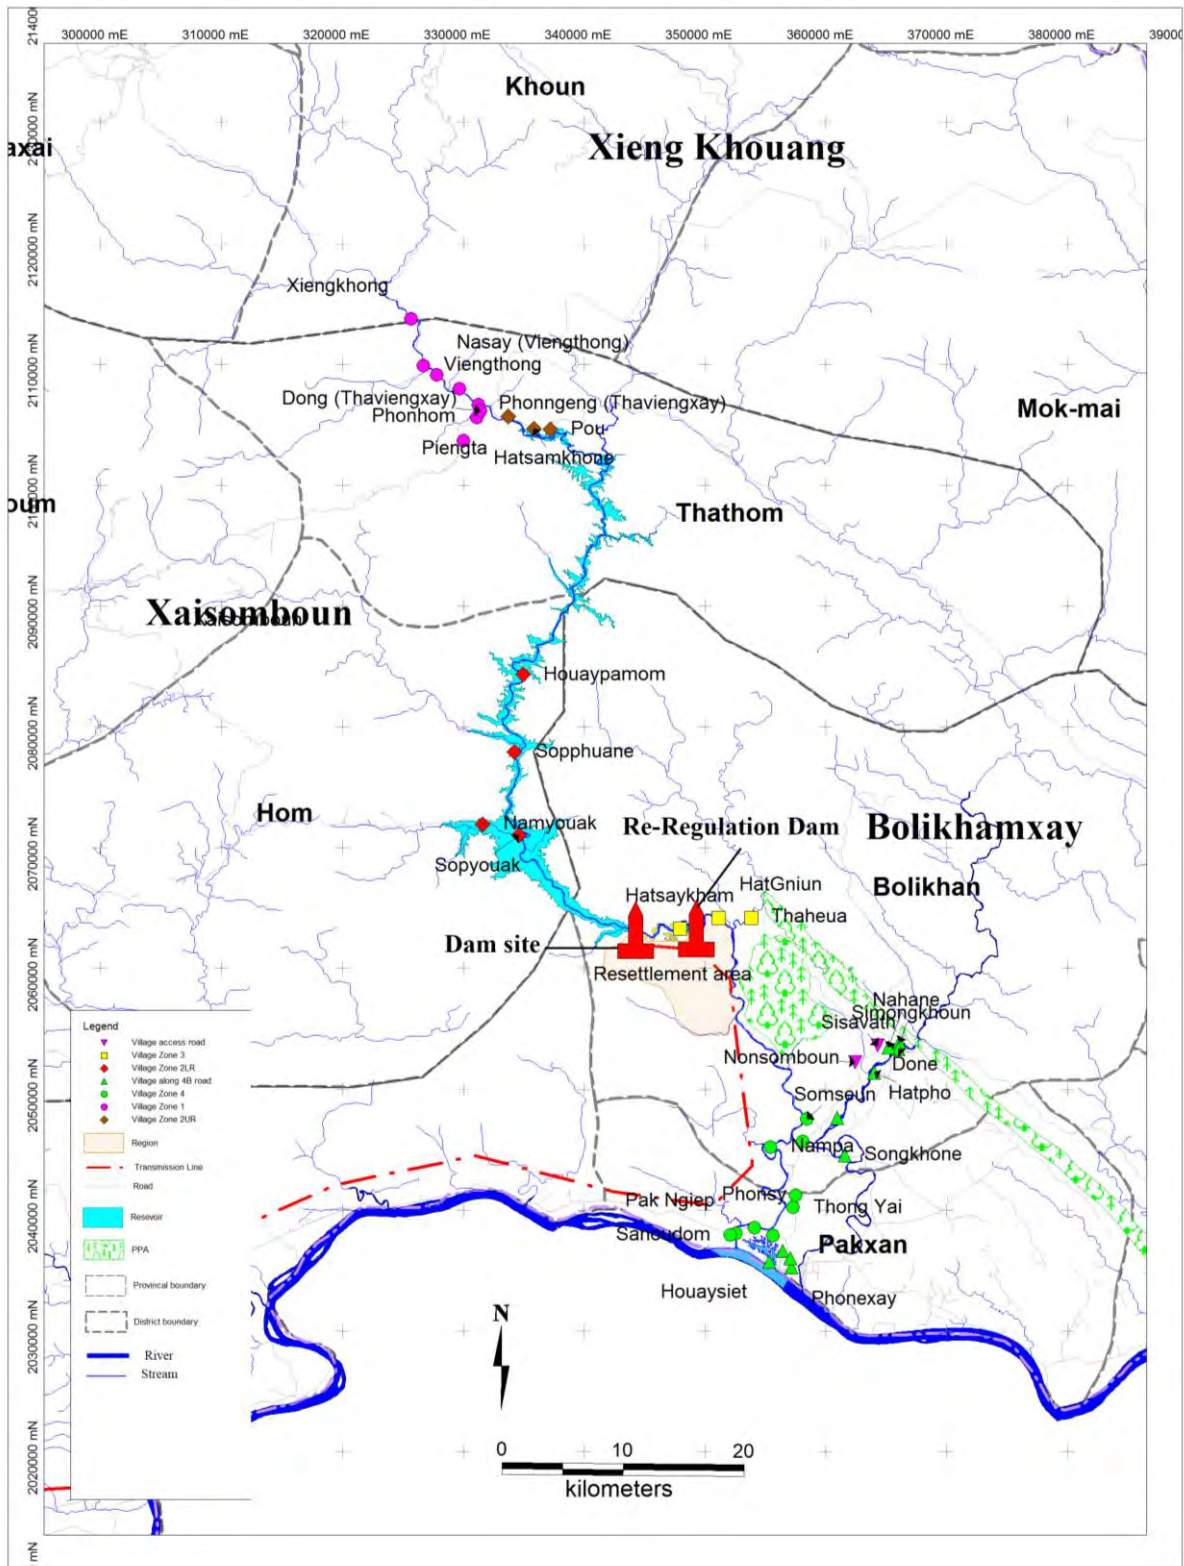 300000 mE 310000 mE 320000 mE 330000 mE 340000 mE 350000 mE 360000 mE 370000 mE 380000 mE 39000
21400
2120000 mN
2110000 mN
2090000 mN
2080000 mN
2070000 mN
2060000 mN
2050000 mN
2040000 mN
2030000 mN
2020000 mN
mN
Khoun
Xieng Khouang
axai
Xiengkhong
Nasay (Viengthong)
Viengthong
Dong (Thaviengxay)
Phonngeng (Thaviengxay)
Phonhom
Mok-mai
Pou
Piengta
Hatsamkhone
oum
Thathom
Xaisomboun
Xaisomboun
Houaypamom
Sopphuane
Hom
Namyouak
Re-Regulation Dam
Bolikhamxay
Sopyouak
Bolikhan
HatGniun
Hatsaykham
Thaheua
Dam site
Resettlement area
Nahane
Simongkhoun
Sisavath
Nonsomboun
Done
Hatpho
Somseun
Nampa
Songkhone
Pak Ngiep
Phonsy
Thong Yai
Sanoudom
Pakxan
Houaysiet
Phonexay
Legend
Village access road
Village Zone 3
Village Zone 2LR
Village along 4B road
Village Zone 4
Village Zone 1
Village Zone 2UR
Region
Transmission Line
Road
Resevoir
PPA
Provincal boundary
District boundary
River
Stream
N
0 10 20
kilometers